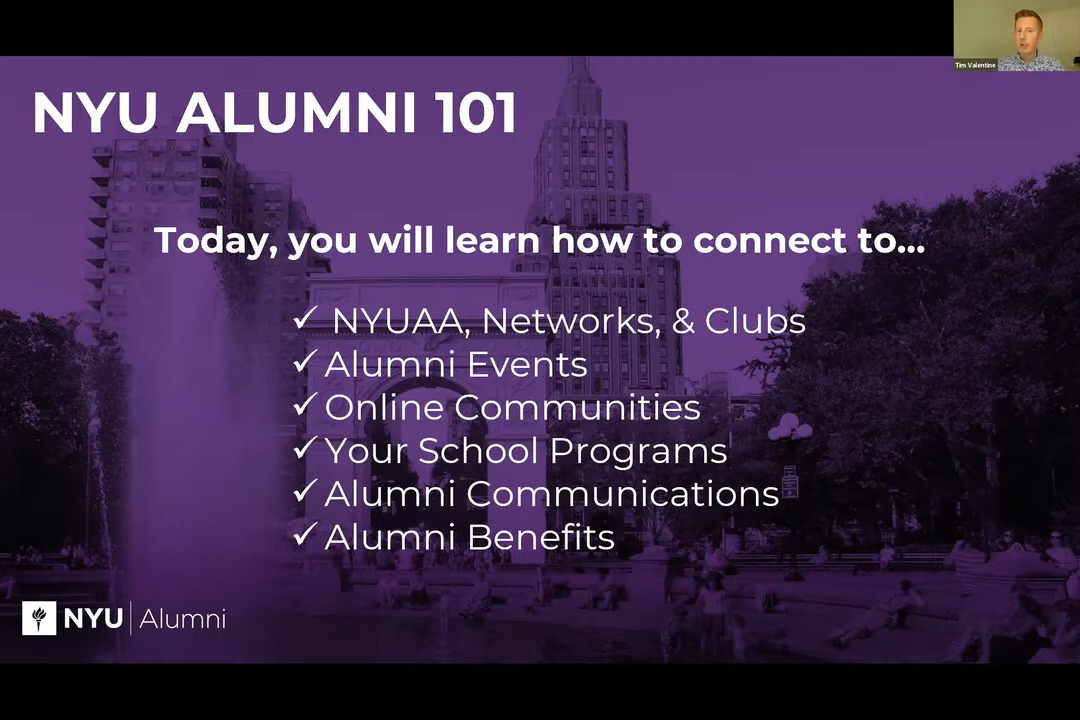 Tim Valentine
NYU ALUMNI 101
Today, you will learn how to connect to...
✓ NYUAA, Networks, & Clubs
✓ Alumni Events
✓ Online Communities
✓ Your School Programs
✓ Alumni Communications
✓ Alumni Benefits
NYU | Alumni